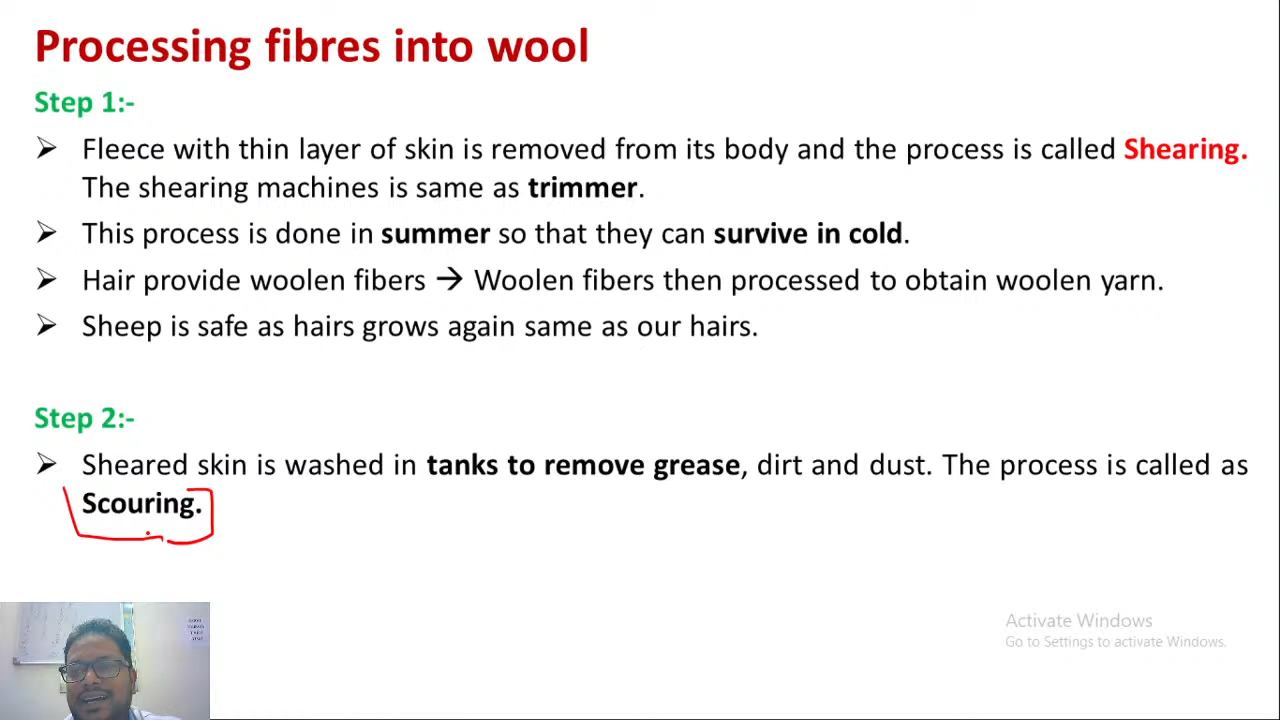 Processing fibres into wool
Step 1:-
➢ Fleece with thin layer of skin is removed from its body and the process is called Shearing.
The shearing machines is same as trimmer.
➢ This process is done in summer so that they can survive in cold.
➢ Hair provide woolen fibers → Woolen fibers then processed to obtain woolen yarn.
➢ Sheep is safe as hairs grows again same as our hairs.
Step 2:-
➢ Sheared skin is washed in tanks to remove grease, dirt and dust. The process is called as
Scouring.
Activate Windows
Go to Settings to activate Windows.